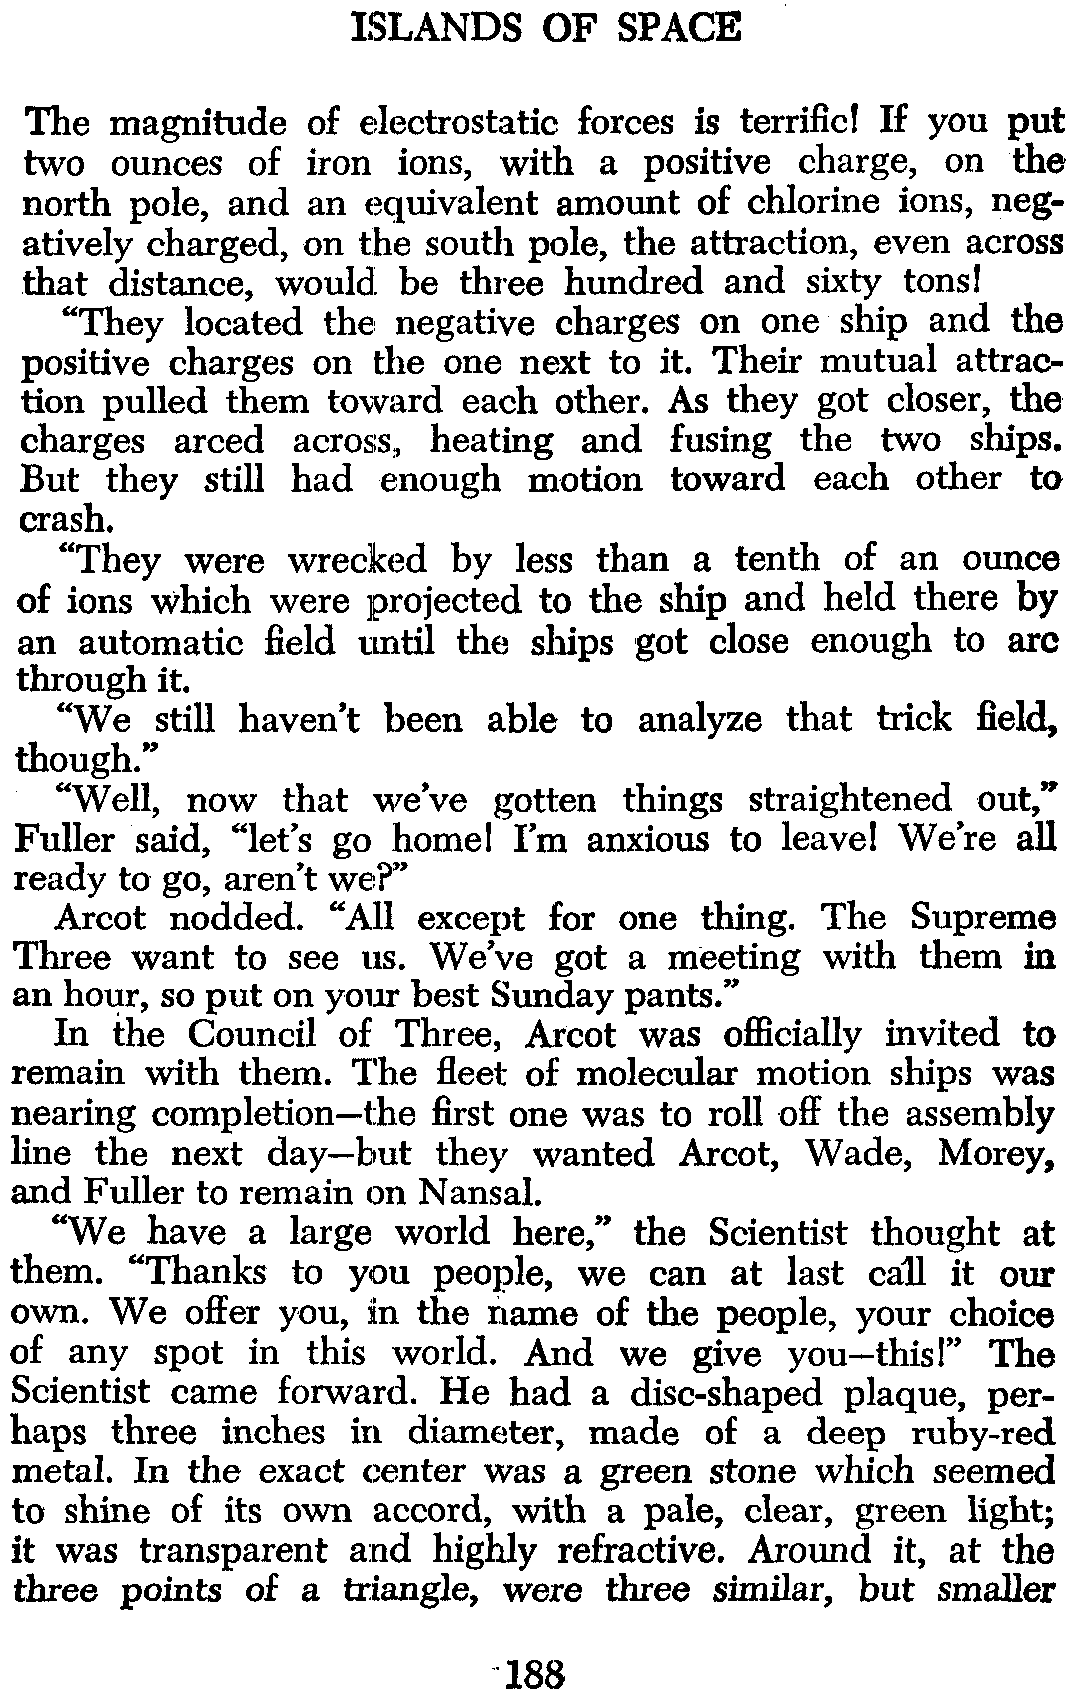 ISLANDS OF SPACE
The magnitude of electrostatic forces is terrific! If you put
two ounces of iron ions, with a positive charge, on the
north pole, and an equivalent amount of chlorine ions, neg-
atively charged, on the south pole, the attraction, even across
that distance, would be three hundred and sixty tons!
“They located the negative charges on one ship and the
positive charges on the one next to it. Their mutual attrac-
tion pulled them toward each other. As they got closer, the
charges arced across, heating and fusing the two ships.
But they still had enough motion toward each other to
crash.
“They were wrecked by less than a tenth of an ounce
of ions which were projected to the ship and held there by
an automatic field until the ships got close enough to arc
through it.
“We still haven’t been able to analyze that trick field,
though.”
“Well, now that we’ve gotten things straightened out,”
Fuller said, “let’s go home! I’m anxious to leave! We’re all
ready to go, aren’t we?”
Arcot nodded. “All except for one thing. The Supreme
Three want to see us. We’ve got a meeting with them in
an hour, so put on your best Sunday pants.”
In the Council of Three, Arcot was officially invited to
remain with them. The fleet of molecular motion ships was
nearing completion—the first one was to roll off the assembly
line the next day—but they wanted Arcot, Wade, Morey,
and Fuller to remain on Nansal.
“We have a large world here,” the Scientist thought at
them. “Thanks to you people, we can at last call it our
own. We offer you, in the name of the people, your choice
of any spot in this world. And we give you—this!” The
Scientist came forward. He had a disc-shaped plaque, per-
haps three inches in diameter, made of a deep ruby-red
metal. In the exact center was a green stone which seemed
to shine of its own accord, with a pale, clear, green light;
it was transparent and highly refractive. Around it, at the
three points of a triangle, were three similar, but smaller
188